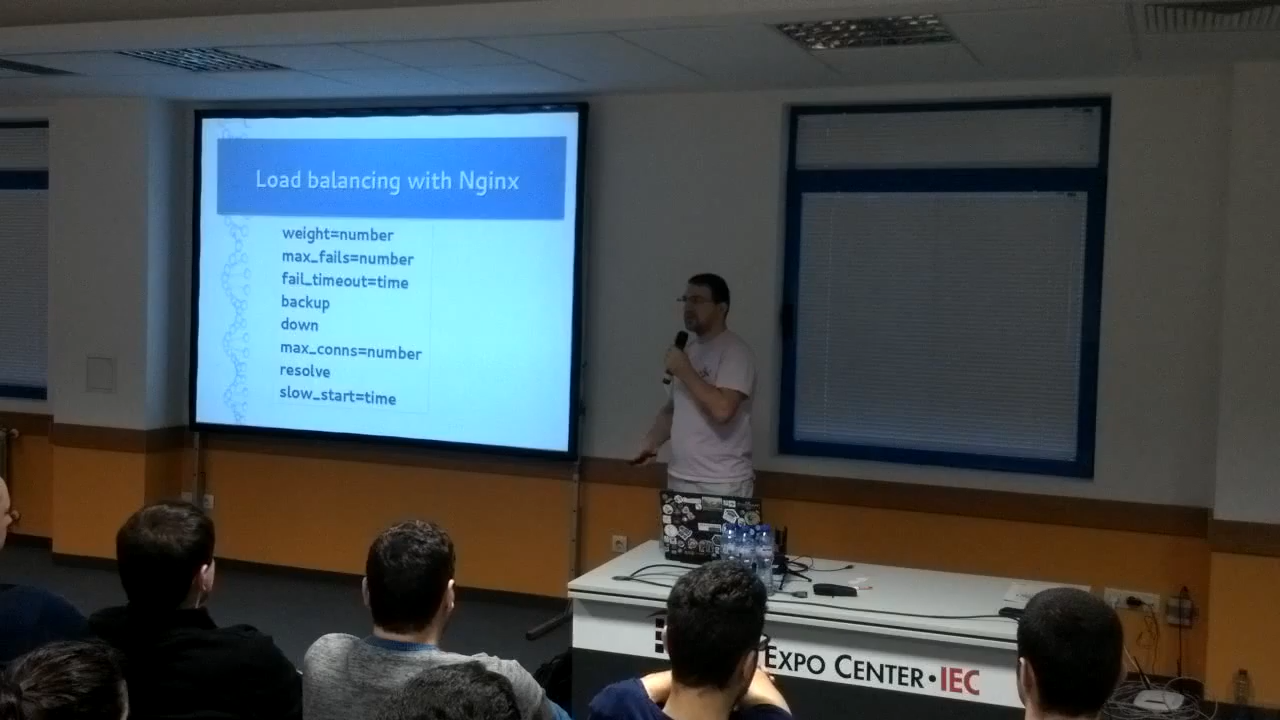 Load balancing with Nginx
weight=number
max_fails=number
fail_timeout=time
backup
down
max_conns=number
resolve
slow_start=time
EXPO CENTER·IEC